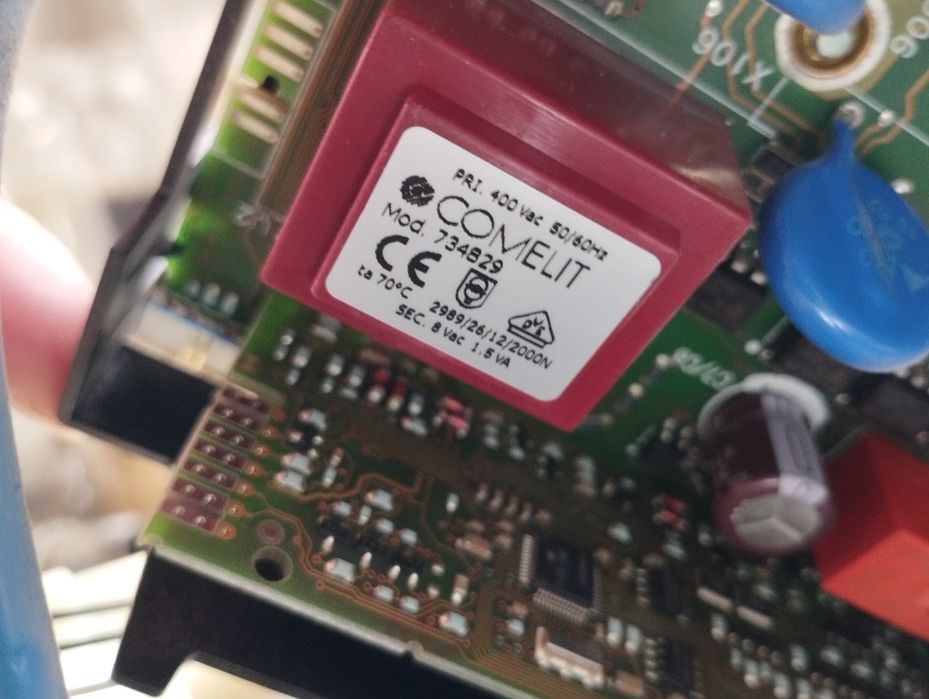 PRI. 400 Vac 50/60Hz
COMELIT
Mod. 734829
CE
ta 70°C
2989/26/12/2000N
SEC. 8 Vac 1.5VA
X106